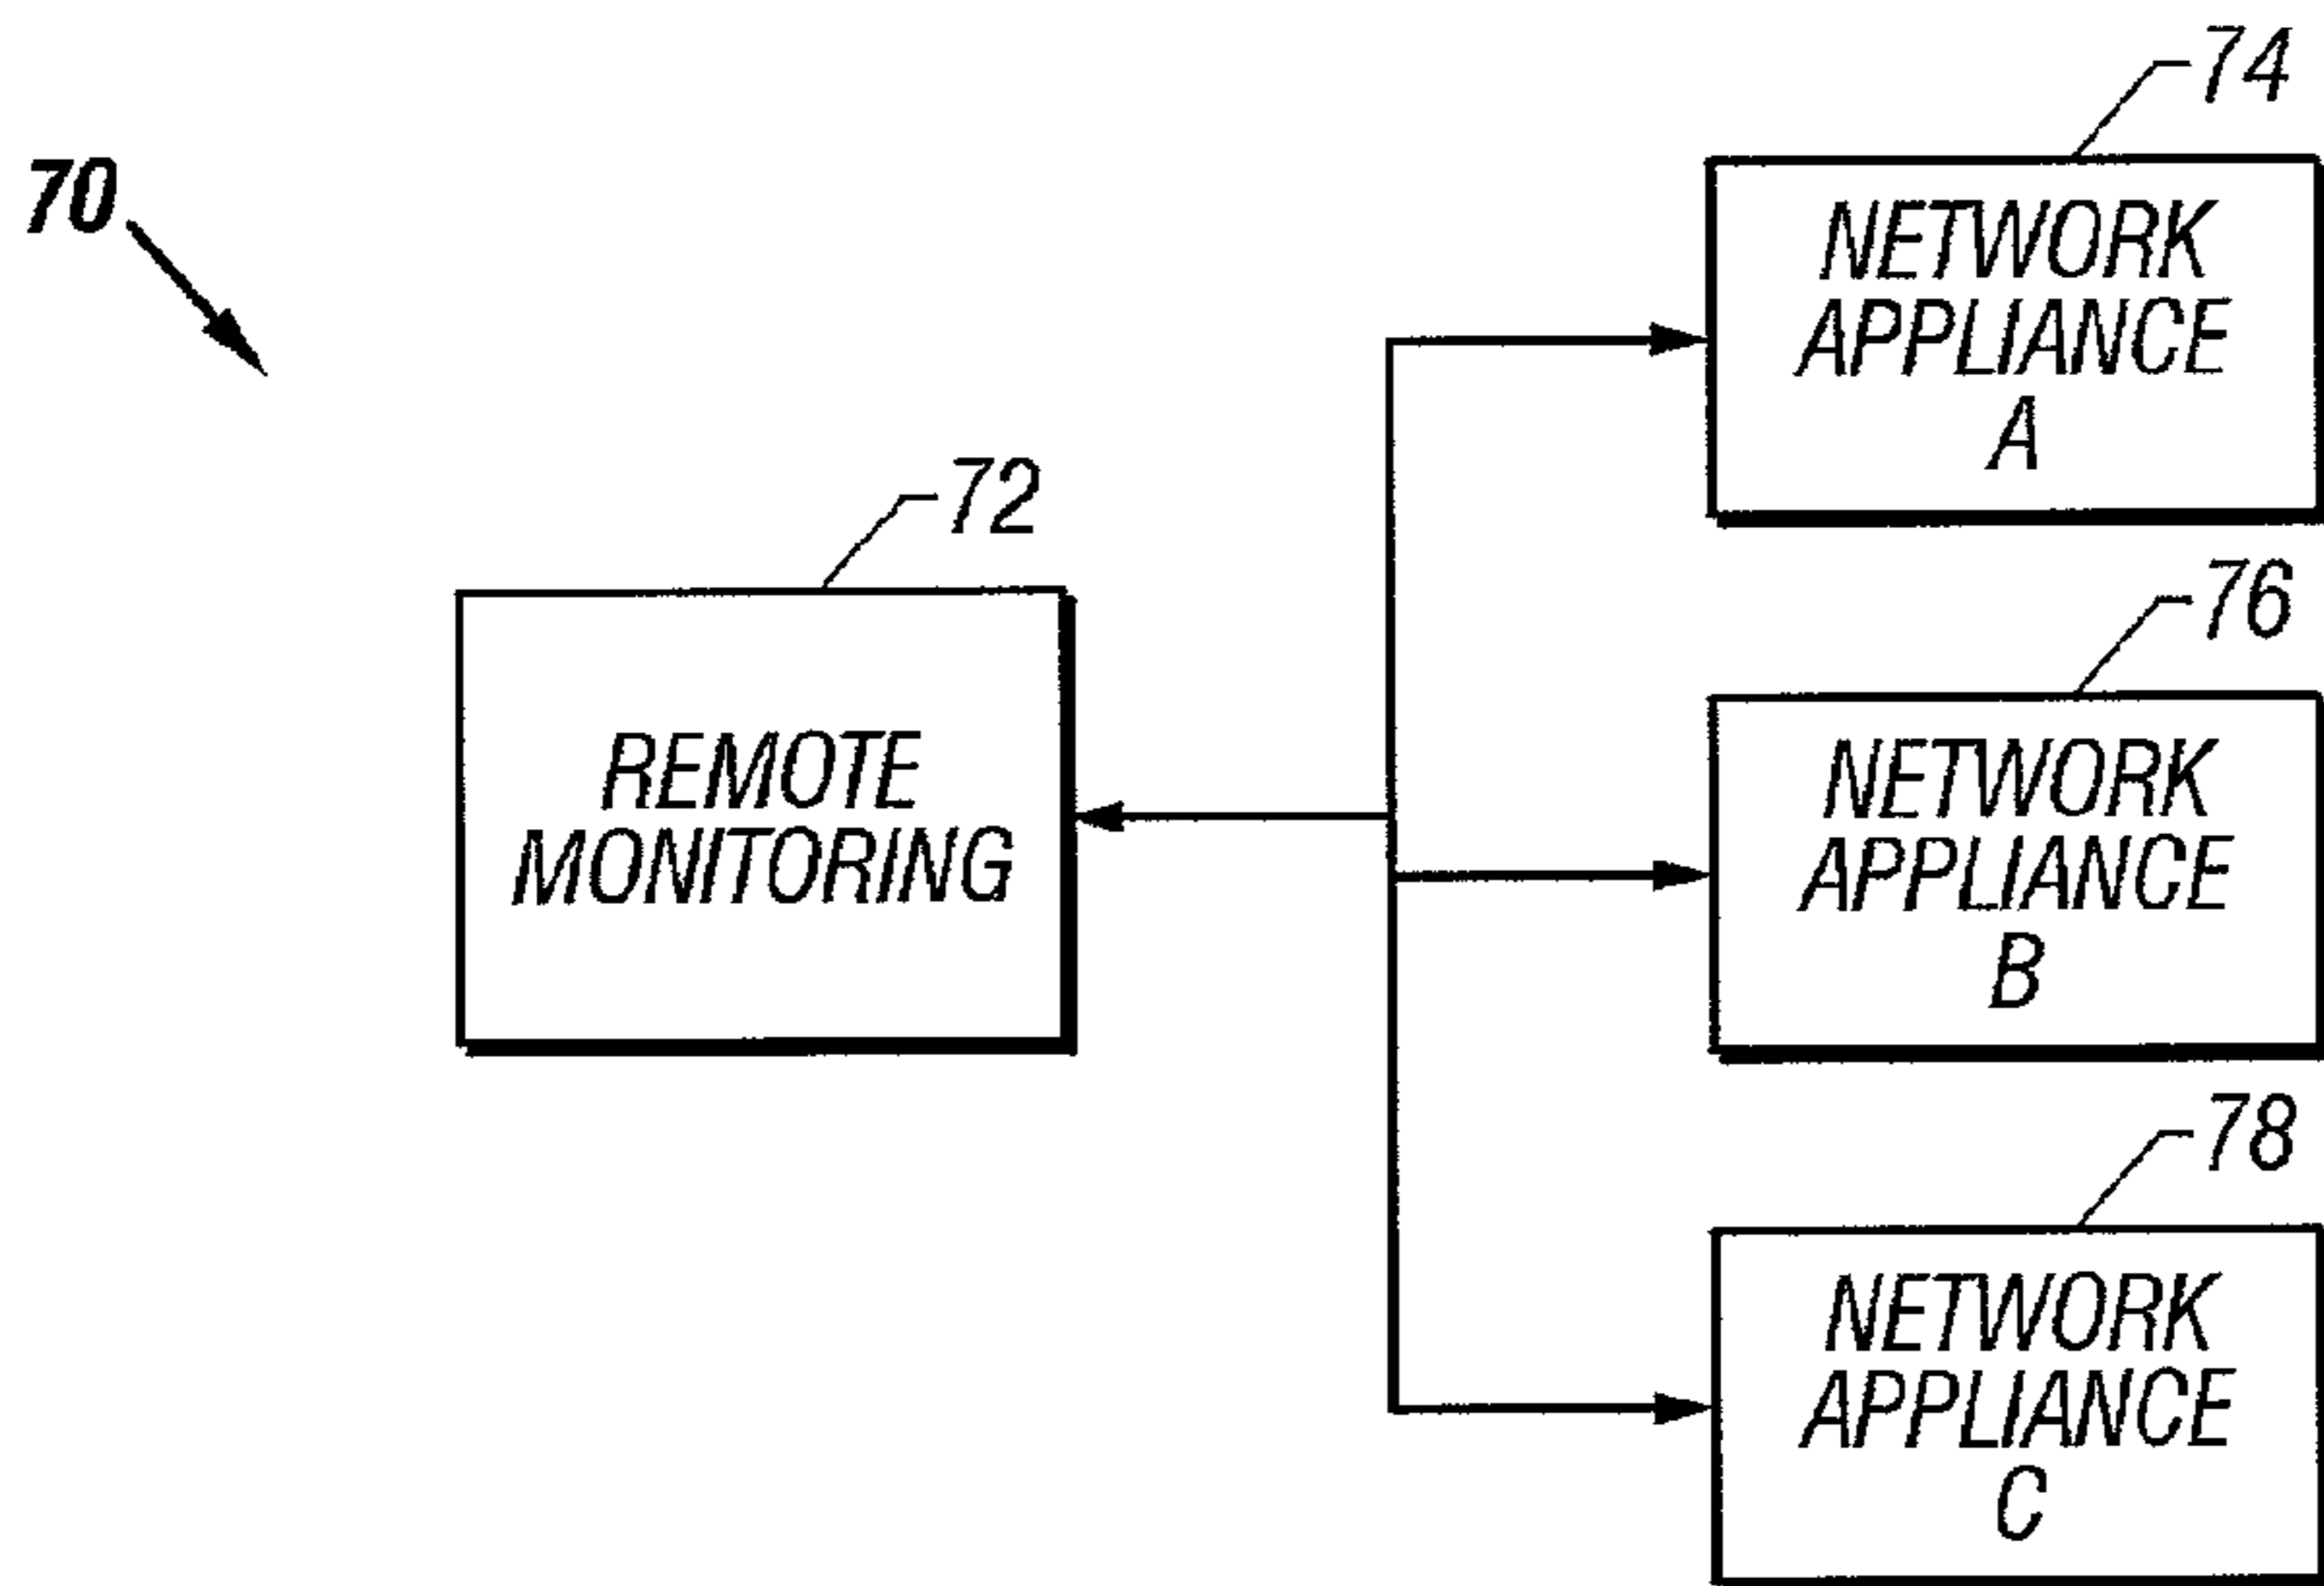 74
70
NETWORK
APPLIANCE
A
72
76
REMOTE
MONITORING
NETWORK
APPLIANCE
B
78
NETWORK
APPLIANCE
C